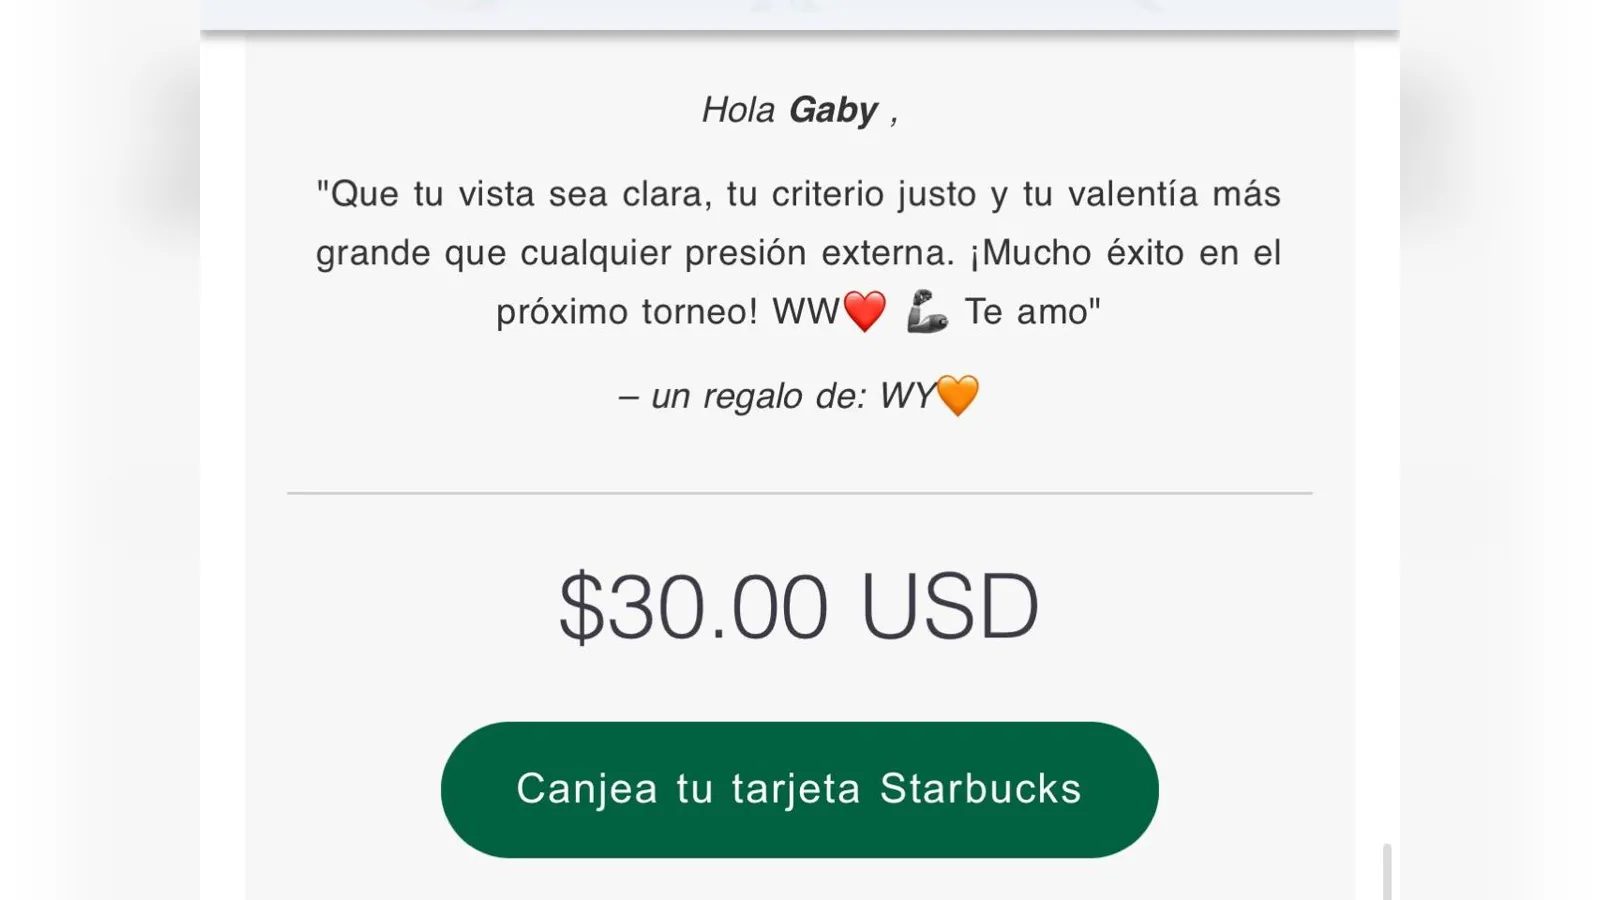 Hola Gaby ,
"Que tu vista sea clara, tu criterio justo y tu valentía más
grande que cualquier presión externa. ¡Mucho éxito en el
próximo torneo! WW❤️ 🦾 Te amo"
– un regalo de: WY🧡
$30.00 USD
Canjea tu tarjeta Starbucks